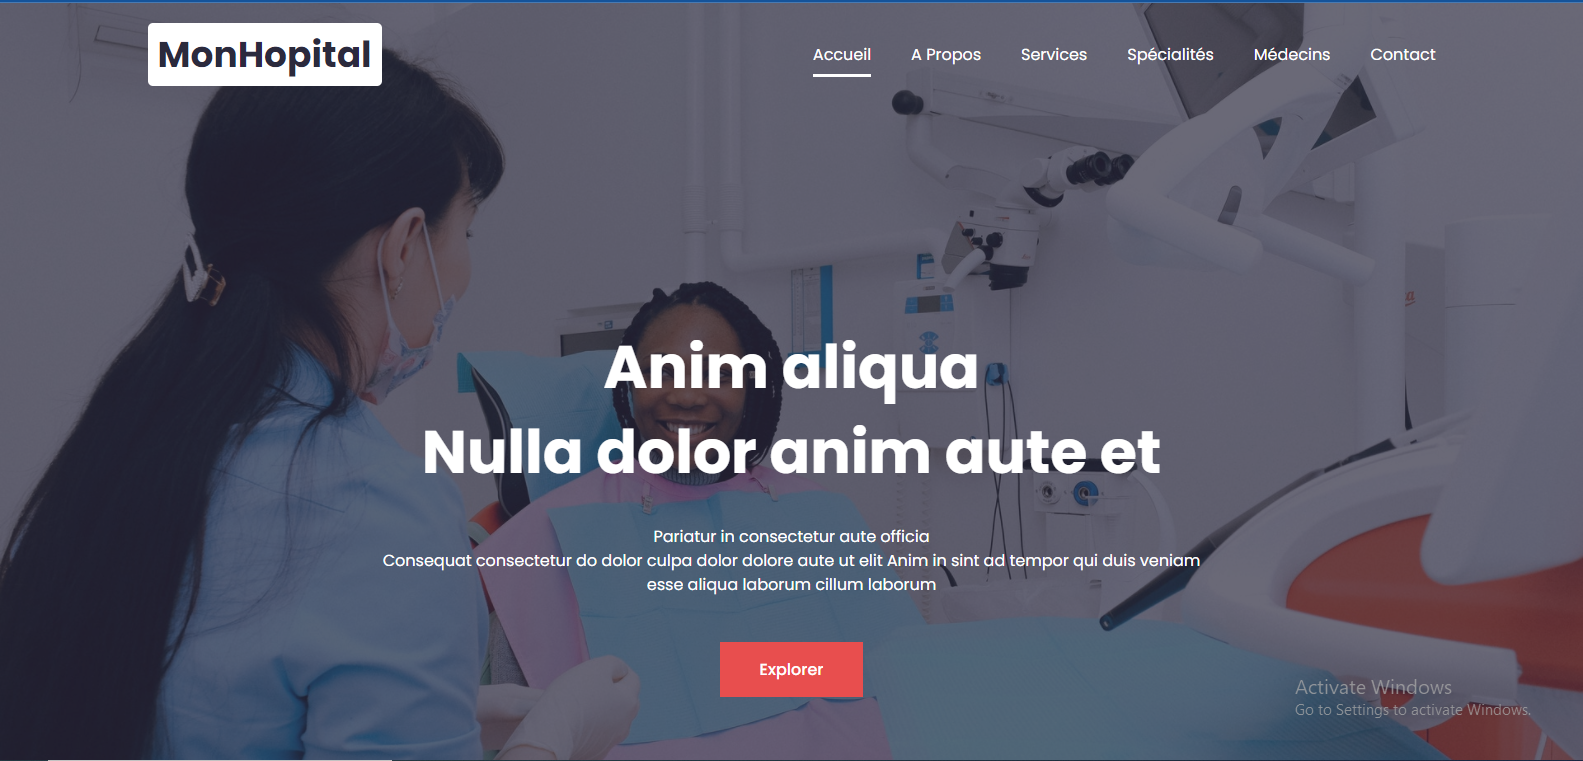 MonHopital
Accueil A Propos Services Spécialités Médecins Contact
Anim aliqua
Nulla dolor anim aute et
Pariatur in consectetur aute officia
Consequat consectetur do dolor culpa dolor dolore aute ut elit Anim in sint ad tempor qui duis veniam
esse aliqua laborum cillum laborum
Explorer
Activate Windows
Go to Settings to activate Windows.